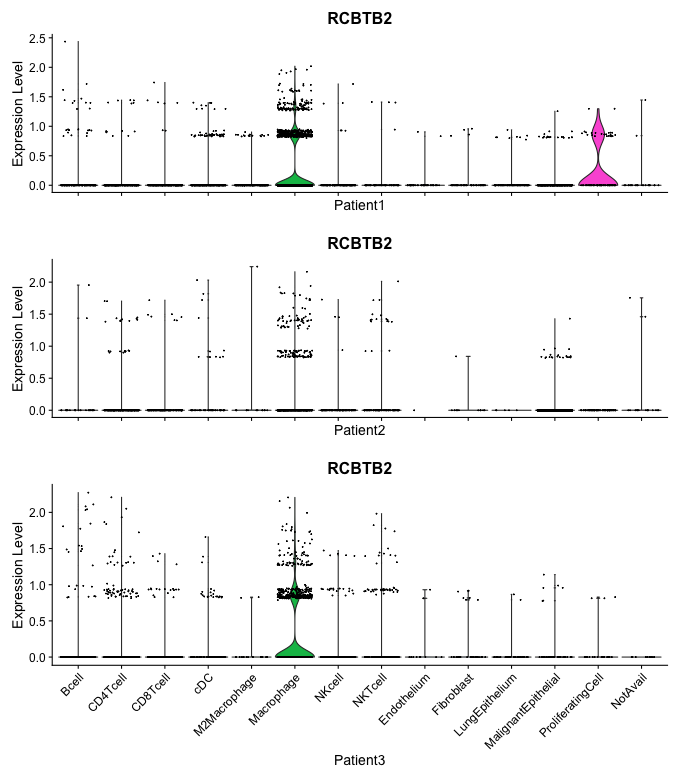 RCBTB2
Expression Level
2.5
2.0
1.5
1.0
0.5
0.0
Patient1
RCBTB2
Expression Level
2.0
1.5
1.0
0.5
0.0
Patient2
RCBTB2
Expression Level
2.0
1.5
1.0
0.5
0.0
Bcell
CD4Tcell
CD8Tcell
cDC
M2Macrophage
Macrophage
NKcell
NKTcell
Endothelium
Fibroblast
LungEpithelium
MalignantEpithelial
ProliferatingCell
NotAvail
Patient3